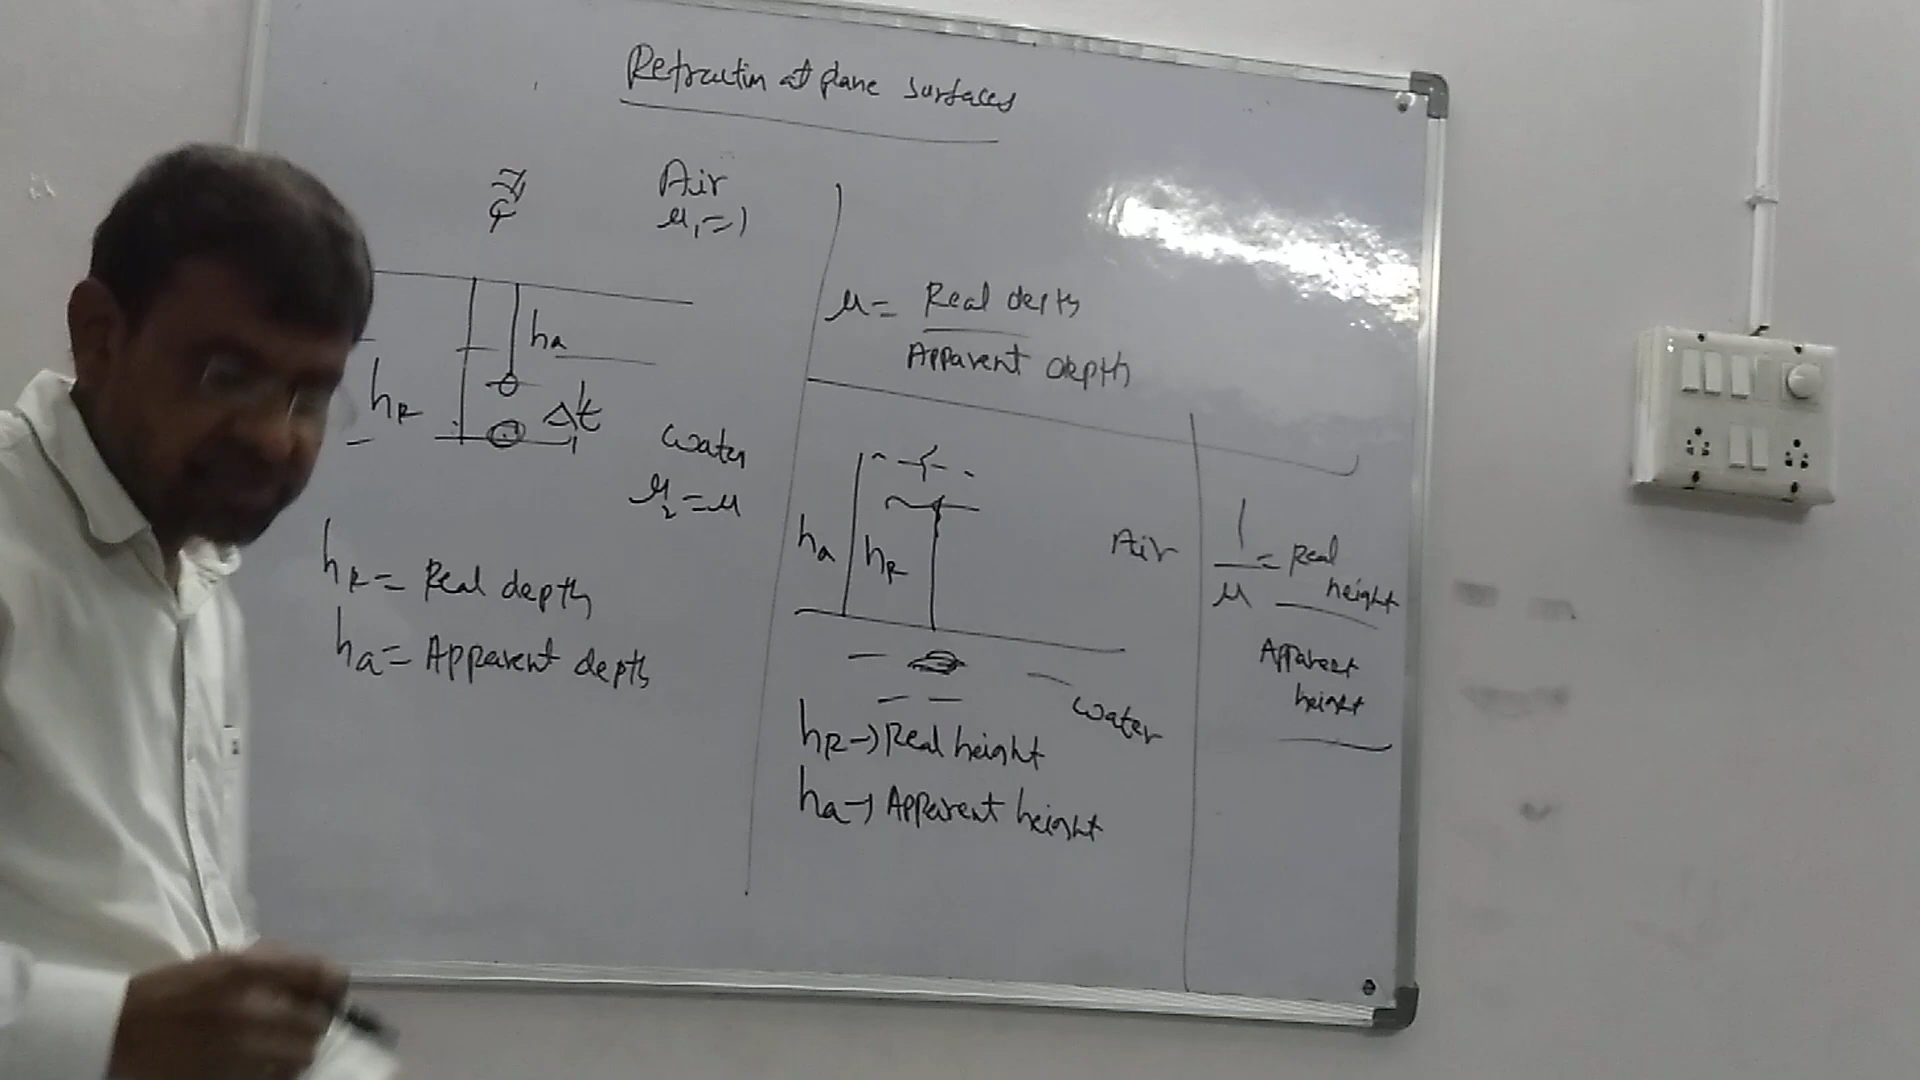 Refraction at plane surfaces
Air
μ₁=1
ha
hR
Δt
water
μ₂=μ
hR= Real depth
ha= Apparent depth
μ= Real depth
Apparent depth
ha
hR
Air
water
hR→Real height
ha→Apparent height
1
μ
= Real
height
Apparent
height